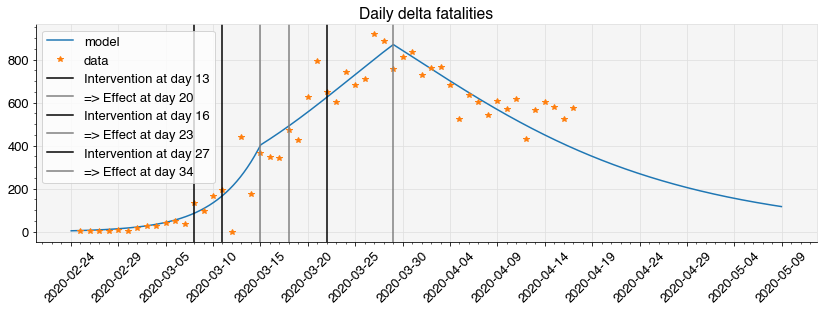 Daily delta fatalities
model
data
Intervention at day 13
=> Effect at day 20
Intervention at day 16
=> Effect at day 23
Intervention at day 27
=> Effect at day 34
800
600
400
200
0
2020-02-24
2020-02-29
2020-03-05
2020-03-10
2020-03-15
2020-03-20
2020-03-25
2020-03-30
2020-04-04
2020-04-09
2020-04-14
2020-04-19
2020-04-24
2020-04-29
2020-05-04
2020-05-09